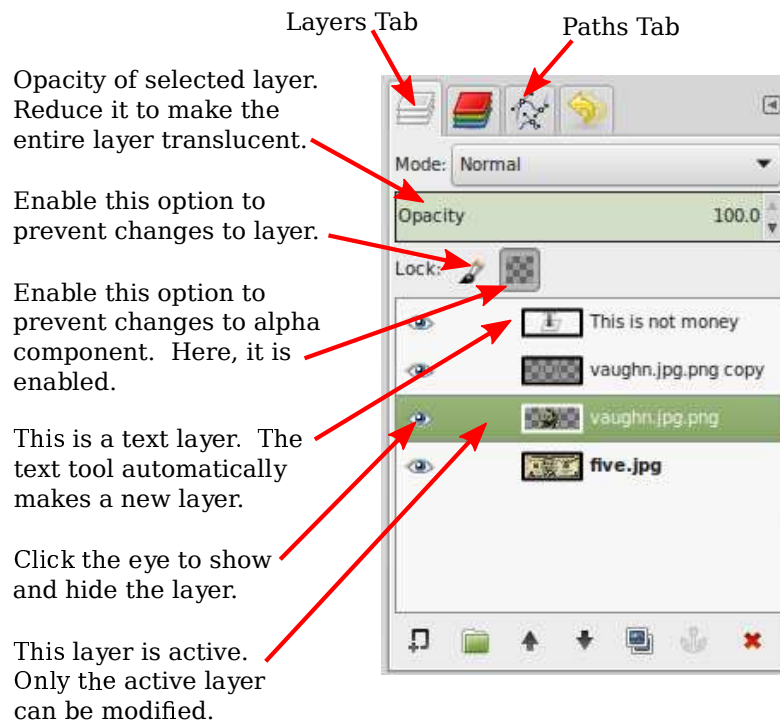 Layers Tab
Paths Tab
Opacity of selected layer.
Reduce it to make the
entire layer translucent.
Enable this option to
prevent changes to layer.
Enable this option to
prevent changes to alpha
component.  Here, it is
enabled.
This is a text layer.  The
text tool automatically
makes a new layer.
Click the eye to show
and hide the layer.
This layer is active.
Only the active layer
can be modified.
Mode: Normal
Opacity 100.0
Lock:
This is not money
vaughn.jpg.png copy
vaughn.jpg.png
five.jpg